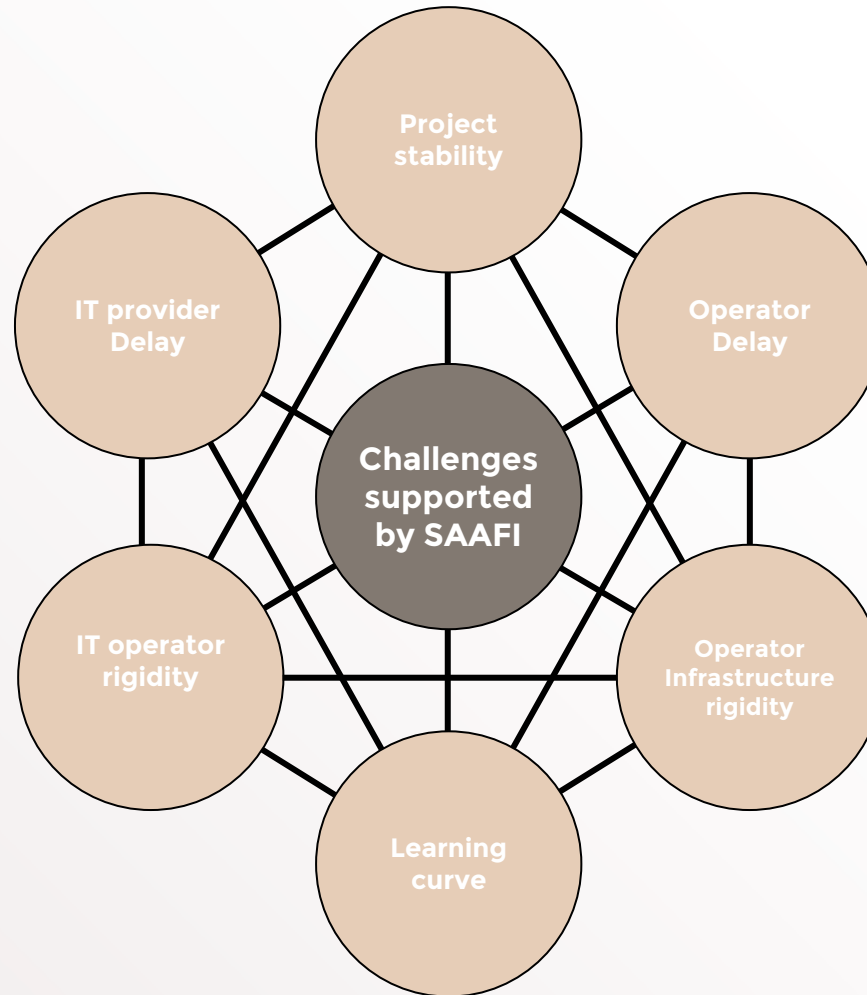 Project
stability
IT provider
Delay
Operator
Delay
Challenges
supported
by SAAFI
IT operator
rigidity
Operator
Infrastructure
rigidity
Learning
curve